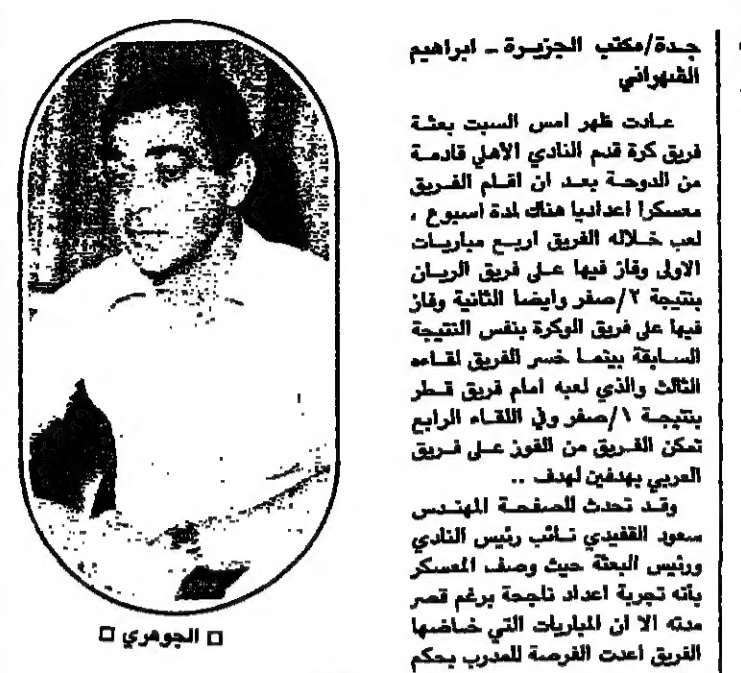 جدة/مكتب الجزيرة ــ ابراهيم
الشهراني
عادت ظهر امس السبت بعثة
فريق كرة قدم النادي الأهلي قادمة
من الدوحة بعد ان اقام الفريق
معسكرا اعداديا هناك لمدة اسبوع ،
لعب خلاله الفريق اربع مباريات
الاولى وفاز فيها على فريق الريان
بنتيجة ٢/صفر وايضا الثانية وفاز
فيها على فريق الوكرة بنفس النتيجة
السابقة بينما خسر الفريق لقاءه
الثالث والذي لعبه امام فريق قطر
بنتيجة ١/صفر وفي اللقاء الرابع
تمكن الفريق من الفوز على فريق
العربي بهدفين لهدف ..
وقد تحدث للصفحة المهندس
سعود القفيدي نائب رئيس النادي
ورئيس البعثة حيث وصف المعسكر
بأنه تجربة اعداد ناجحة برغم قصر
مدته الا ان المباريات التي خاضها
الفريق اعدت الفرصة للمدرب بحكم
□ الجوهري □